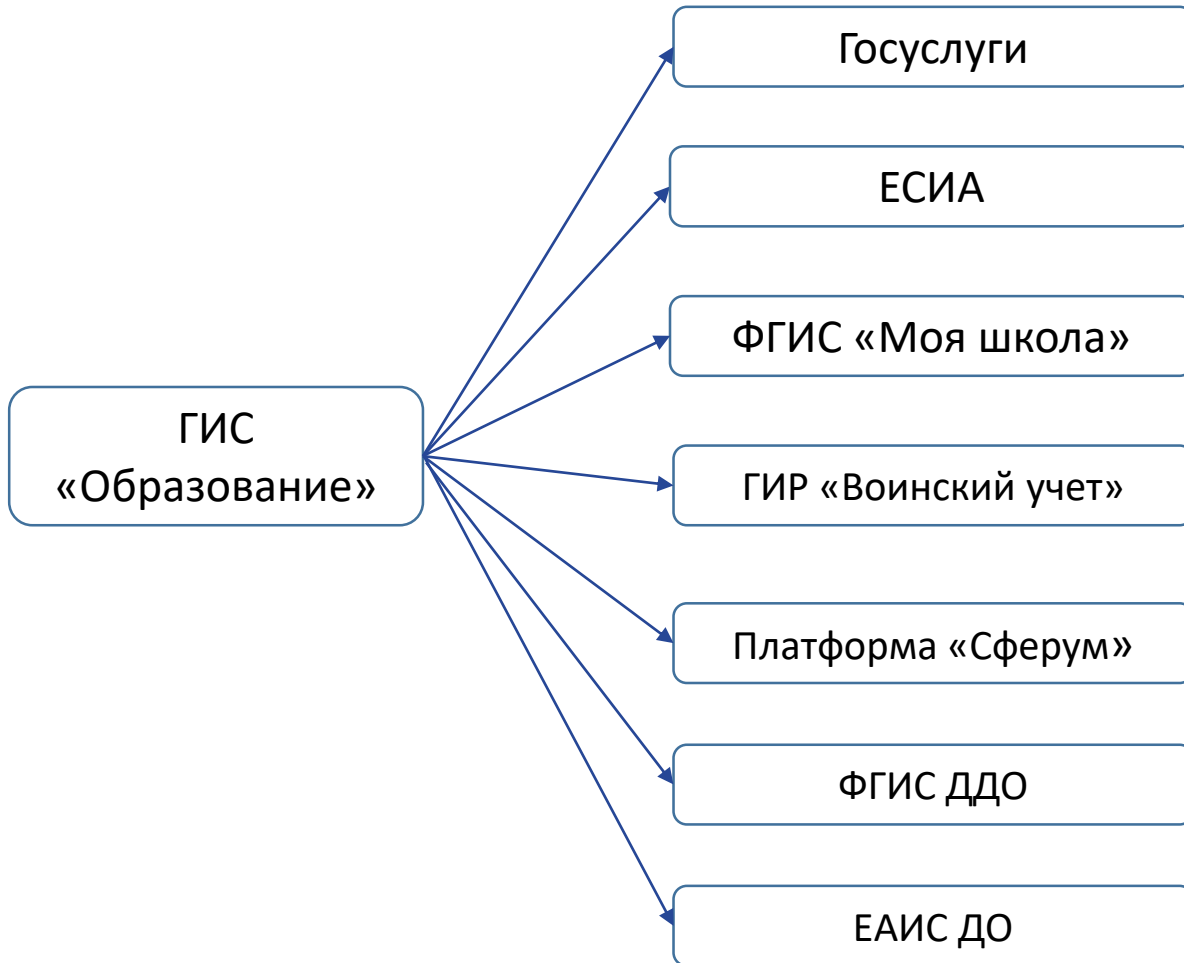 Госуслуги
ЕСИА
ФГИС «Моя школа»
ГИС
«Образование»
ГИР «Воинский учет»
Платформа «Сферум»
ФГИС ДДО
ЕАИС ДО